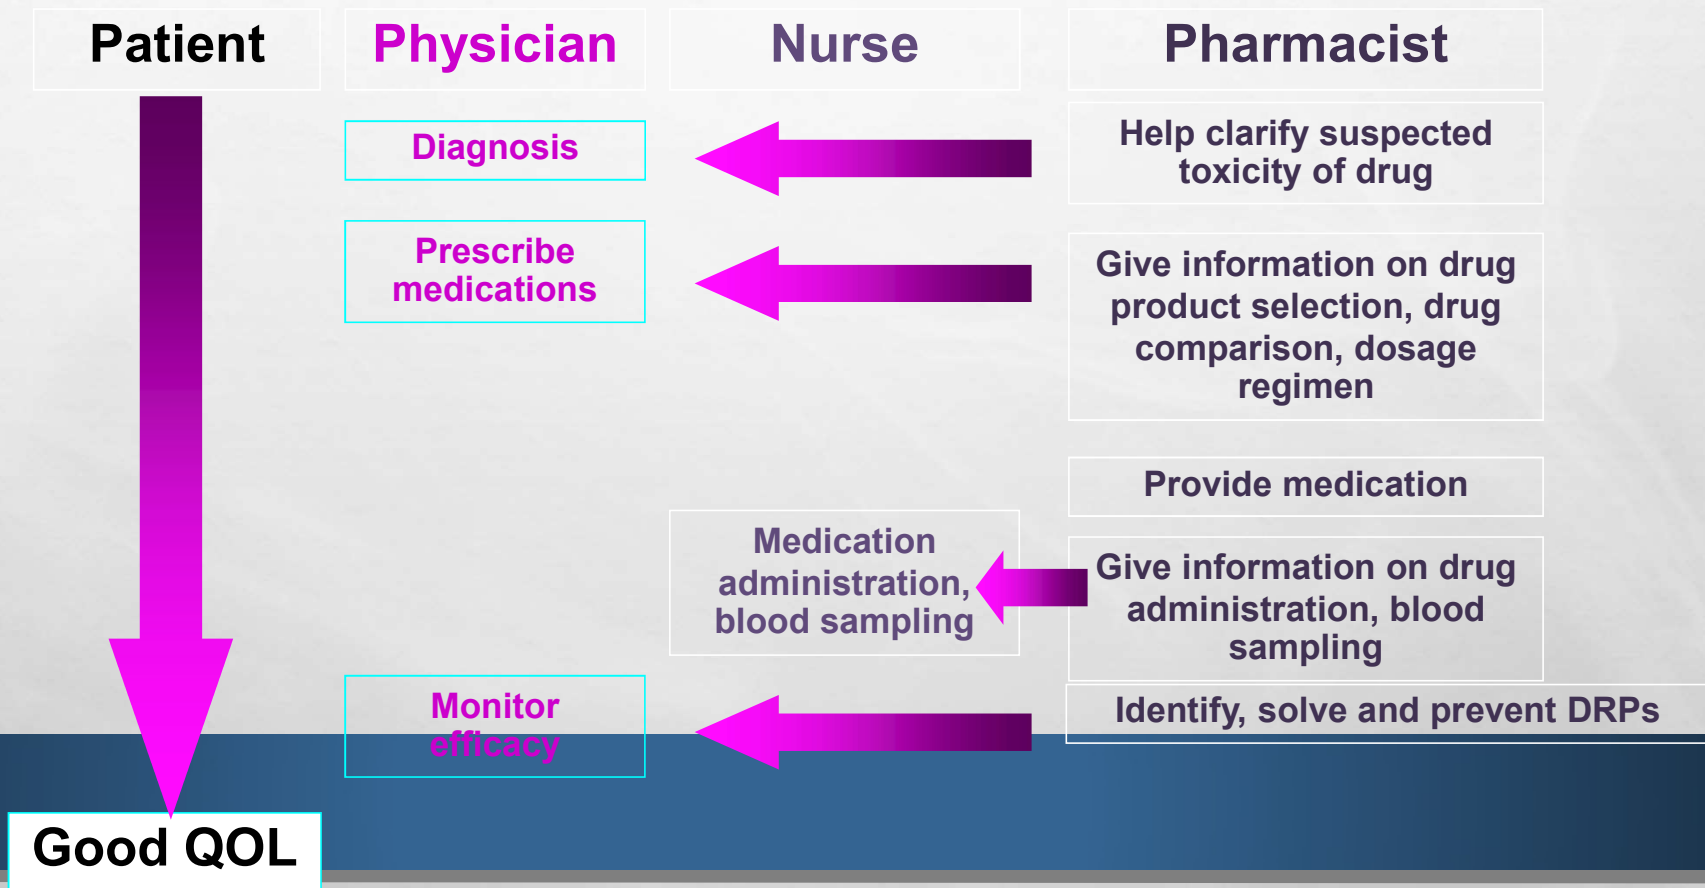 Patient
Physician
Nurse
Pharmacist
Diagnosis
Help clarify suspected
toxicity of drug
Prescribe
medications
Give information on drug
product selection, drug
comparison, dosage
regimen
Provide medication
Medication
administration,
blood sampling
Give information on drug
administration, blood
sampling
Monitor
efficacy
Identify, solve and prevent DRPs
Good QOL